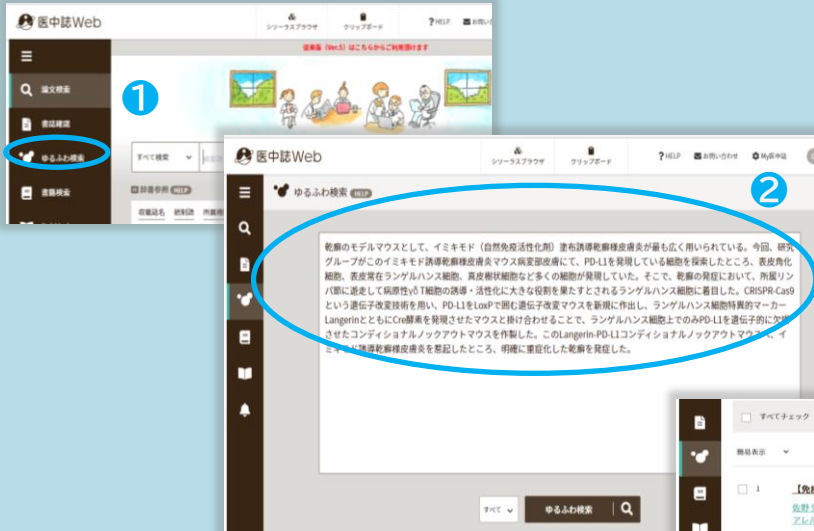 医中誌Web
シソーラスブラウザ
クリップボード
? HELP
従来版（Ver.5）はこちらからご利用頂けます
論文検索
書誌確認
ゆるふわ検索
書籍検索
1
すべて検索
辞書参照 HELP
収載誌名 統制語 所属機
医中誌Web
シソーラスブラウザ
クリップボード
? HELP
お問い合わせ
My医中誌
ゆるふわ検索 HELP
2
乾癬のモデルマウスとして、イミキモド（自然免疫活性化剤）塗布誘導乾癬様皮膚炎が最も広く用いられている。今回、研究
グループがこのイミキモド誘導乾癬様皮膚炎マウス病変部皮膚にて、PD-L1を発現している細胞を探索したところ、表皮角化
細胞、表皮常在ランゲルハンス細胞、真皮樹状細胞など多くの細胞が発現していた。そこで、乾癬の発症において、所属リン
パ節に遊走して病原性γδT細胞の誘導・活性化に大きな役割を果たすとされるランゲルハンス細胞に着目した。CRISPR-Cas9
という遺伝子改変技術を用い、PD-L1をLoxPで囲む遺伝子改変マウスを新規に作出し、ランゲルハンス細胞特異的マーカー
LangerinとともにCre酵素を発現させたマウスと掛け合わせることで、ランゲルハンス細胞上でのみPD-L1を遺伝子的に欠損
させたコンディショナルノックアウトマウスを作製した。このLangerin-PD-L1コンディショナルノックアウトマウスへ、イ
ミキモド誘導乾癬様皮膚炎を惹起したところ、明確に重症化した乾癬を発症した。
すべて
ゆるふわ検索
すべてチェック
簡易表示
1
【免疫
佐野
アレル